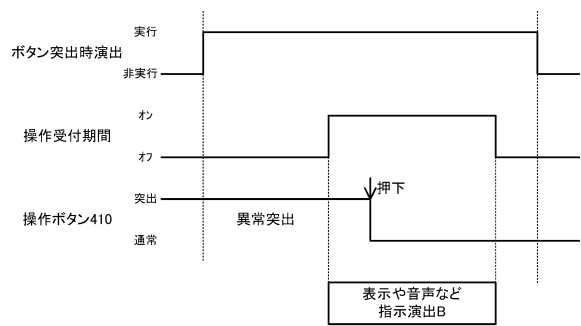 実行
ボタン突出時演出
非実行
オン
操作受付期間
オフ
突出
押下
操作ボタン410
異常突出
通常
表示や音声など
指示演出B